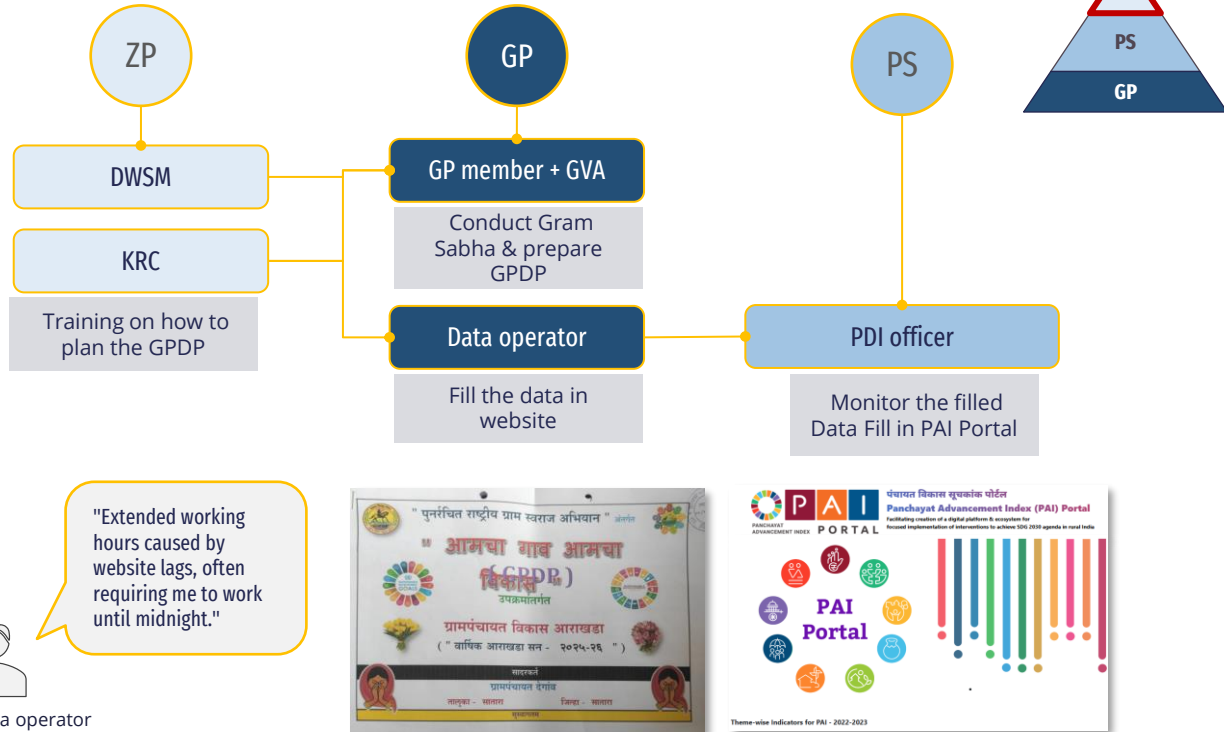 ZP
GP
PS
PS
GP
DWSM
GP member + GVA
KRC
Conduct Gram
Sabha & prepare
GPDP
Training on how to
plan the GPDP
Data operator
PDI officer
Fill the data in
website
Monitor the filled
Data Fill in PAI Portal
"Extended working
hours caused by
website lags, often
requiring me to work
until midnight."
a operator
" पुनर्रचित राष्ट्रीय ग्राम स्वराज अभियान " अंतर्गत
" आमचा गाव आमचा
विकास "
(GPDP)
उपक्रमांतर्गत
ग्रामपंचायत विकास आराखडा
( " वार्षिक आराखडा सन - २०२५-२६ " )
सादरकर्ते
ग्रामपंचायत देगांव
तालुका - सातारा जिल्हा - सातारा
PAI
PANCHAYAT
ADVANCEMENT INDEX PORTAL
पंचायत विकास सूचकांक पोर्टल
Panchayat Advancement Index (PAI) Portal
Facilitating creation of a digital platform & ecosystem for
focused implementation of interventions to achieve SDG 2030 agenda in rural India
PAI
Portal
Theme-wise Indicators for PAI - 2022-2023